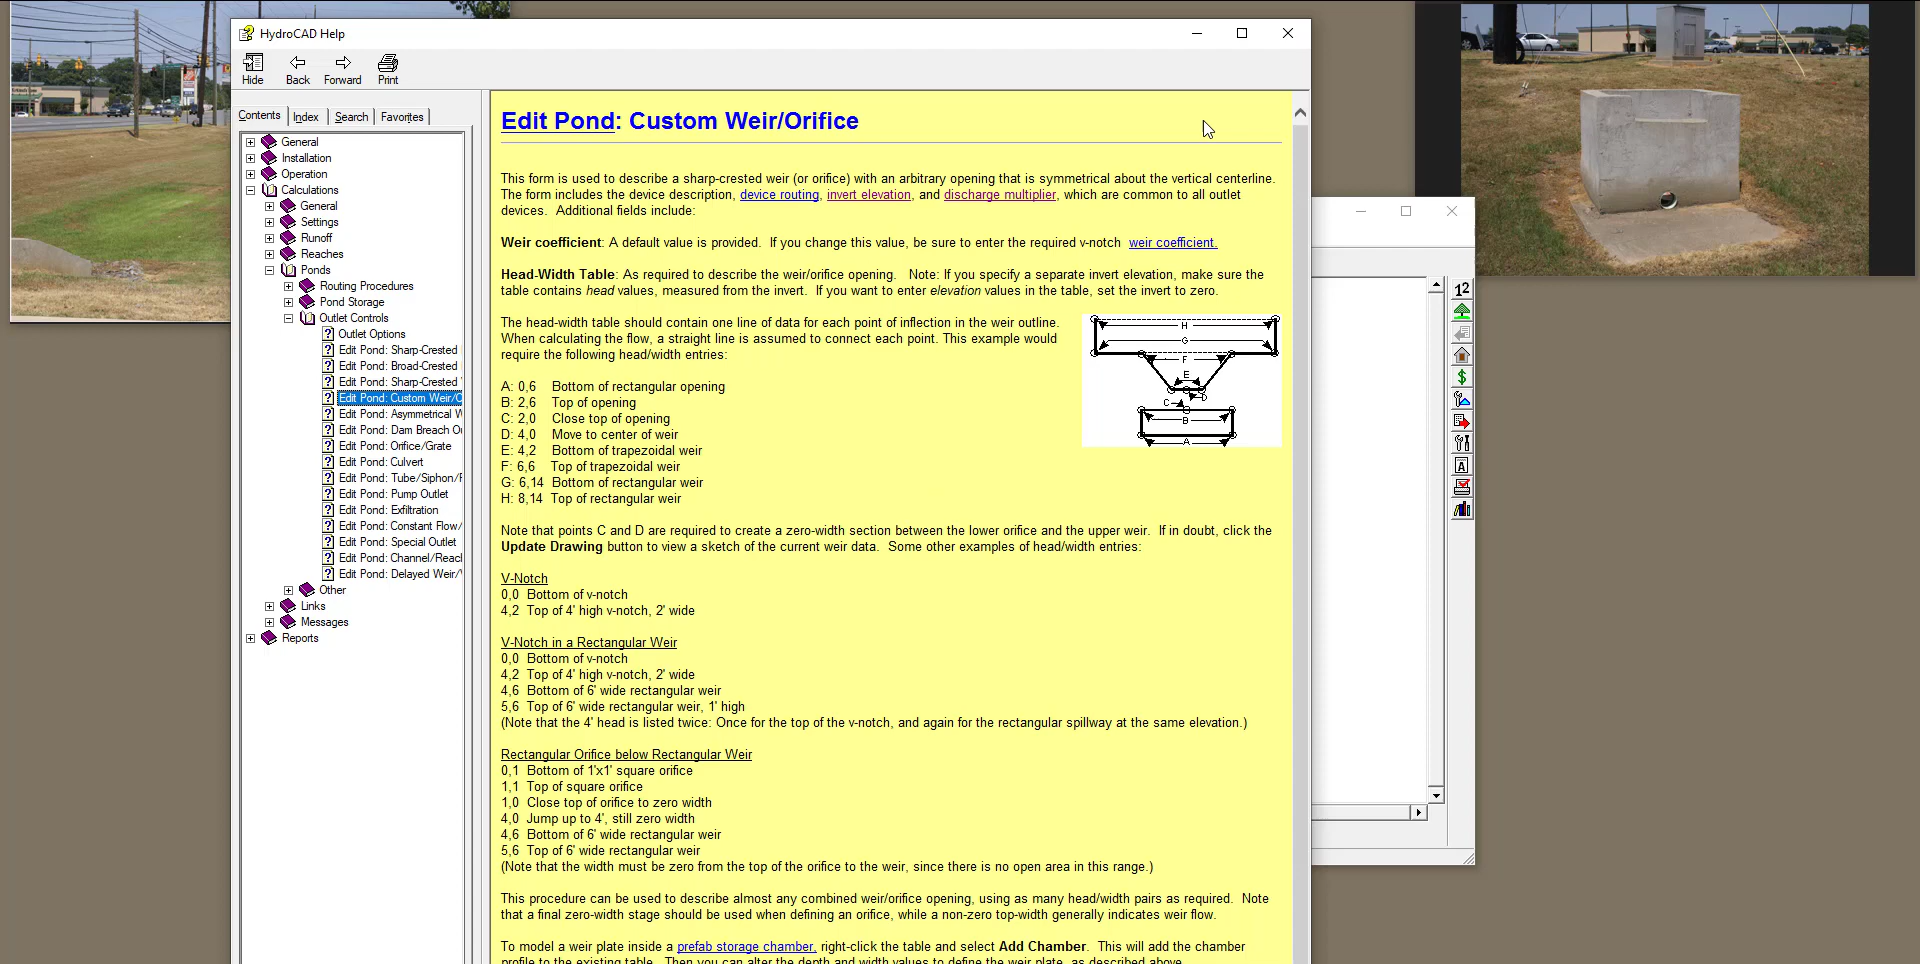 HydroCAD Help
Hide Back Forward Print
Contents Index Search Favorites
General
Installation
Operation
Calculations
General
Settings
Runoff
Reaches
Ponds
Routing Procedures
Pond Storage
Outlet Controls
Outlet Options
Edit Pond: Sharp-Crested
Edit Pond: Broad-Crested
Edit Pond: Sharp-Crested
Edit Pond: Custom Weir/O
Edit Pond: Asymmetrical W
Edit Pond: Dam Breach O
Edit Pond: Orifice/Grate
Edit Pond: Culvert
Edit Pond: Tube/Siphon/F
Edit Pond: Pump Outlet
Edit Pond: Exfiltration
Edit Pond: Constant Flow/
Edit Pond: Special Outlet
Edit Pond: Channel/Reach
Edit Pond: Delayed Weir/
Other
Links
Messages
Reports
Edit Pond: Custom Weir/Orifice
This form is used to describe a sharp-crested weir (or orifice) with an arbitrary opening that is symmetrical about the vertical centerline.
The form includes the device description, device routing, invert elevation, and discharge multiplier, which are common to all outlet
devices. Additional fields include:
Weir coefficient: A default value is provided. If you change this value, be sure to enter the required v-notch weir coefficient.
Head-Width Table: As required to describe the weir/orifice opening. Note: If you specify a separate invert elevation, make sure the
table contains head values, measured from the invert. If you want to enter elevation values in the table, set the invert to zero.
The head-width table should contain one line of data for each point of inflection in the weir outline.
When calculating the flow, a straight line is assumed to connect each point. This example would
require the following head/width entries:
A: 0,6 Bottom of rectangular opening
B: 2,6 Top of opening
C: 2,0 Close top of opening
D: 4,0 Move to center of weir
E: 4,2 Bottom of trapezoidal weir
F: 6,6 Top of trapezoidal weir
G: 6,14 Bottom of rectangular weir
H: 8,14 Top of rectangular weir
H
G
F
E
D
C
B
A
Note that points C and D are required to create a zero-width section between the lower orifice and the upper weir. If in doubt, click the
Update Drawing button to view a sketch of the current weir data. Some other examples of head/width entries:
V-Notch
0,0 Bottom of v-notch
4,2 Top of 4' high v-notch, 2' wide
V-Notch in a Rectangular Weir
0,0 Bottom of v-notch
4,2 Top of 4' high v-notch, 2' wide
4,6 Bottom of 6' wide rectangular weir
5,6 Top of 6' wide rectangular weir, 1' high
(Note that the 4' head is listed twice: Once for the top of the v-notch, and again for the rectangular spillway at the same elevation.)
Rectangular Orifice below Rectangular Weir
0,1 Bottom of 1'x1' square orifice
1,1 Top of square orifice
1,0 Close top of orifice to zero width
4,0 Jump up to 4', still zero width
4,6 Bottom of 6' wide rectangular weir
5,6 Top of 6' wide rectangular weir
(Note that the width must be zero from the top of the orifice to the weir, since there is no open area in this range.)
This procedure can be used to describe almost any combined weir/orifice opening, using as many head/width pairs as required. Note
that a final zero-width stage should be used when defining an orifice, while a non-zero top-width generally indicates weir flow.
To model a weir plate inside a prefab storage chamber, right-click the table and select Add Chamber. This will add the chamber
profile to the existing table. Then you can alter the depth and width values to define the weir plate, as described above.
12
$
A